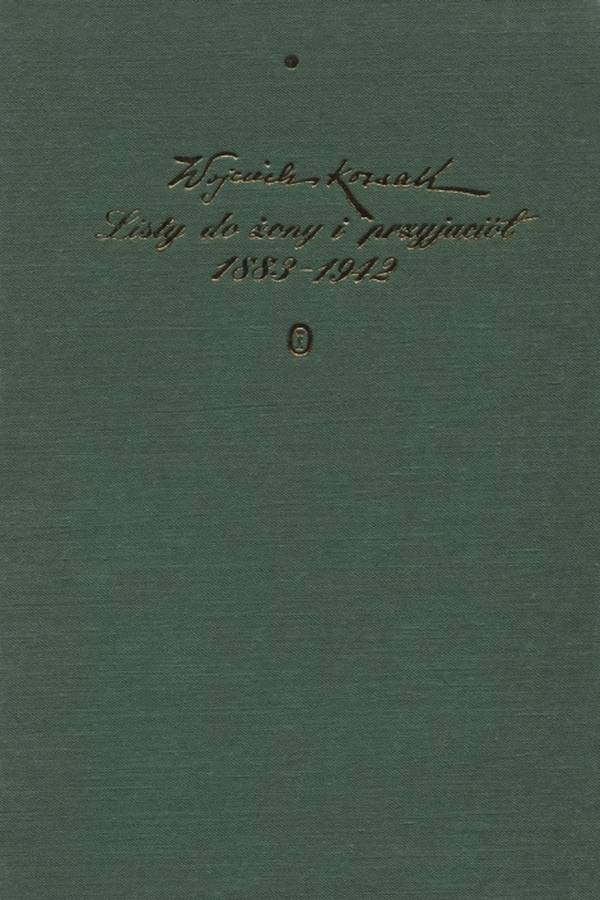 Wojciech Kossak
Listy do żony i przyjaciół
1883-1942